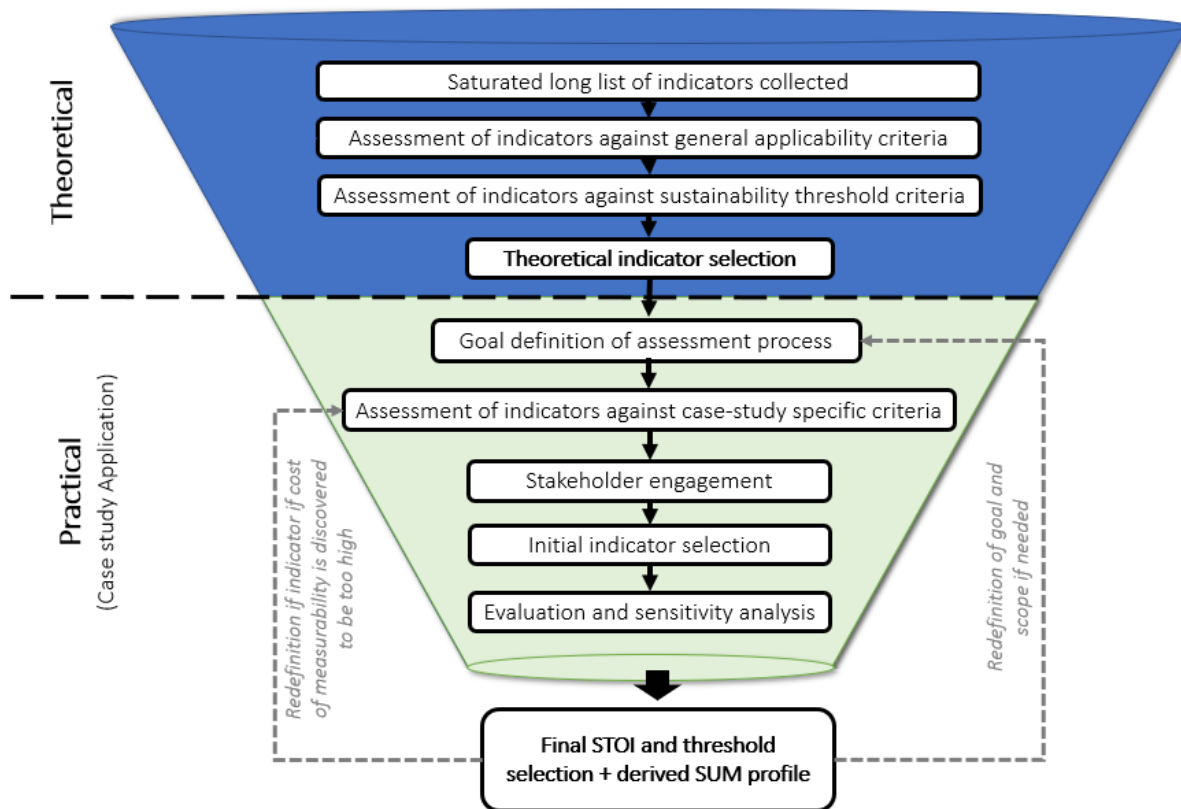 Theoretical
Saturated long list of indicators collected
Assessment of indicators against general applicability criteria
Assessment of indicators against sustainability threshold criteria
Theoretical indicator selection
Practical
(Case study Application)
Goal definition of assessment process
Assessment of indicators against case-study specific criteria
Stakeholder engagement
Initial indicator selection
Evaluation and sensitivity analysis
Redefinition if indicator if cost
of measurability is discovered
to be too high
Redefinition of goal and
scope if needed
Final STOI and threshold
selection + derived SUM profile